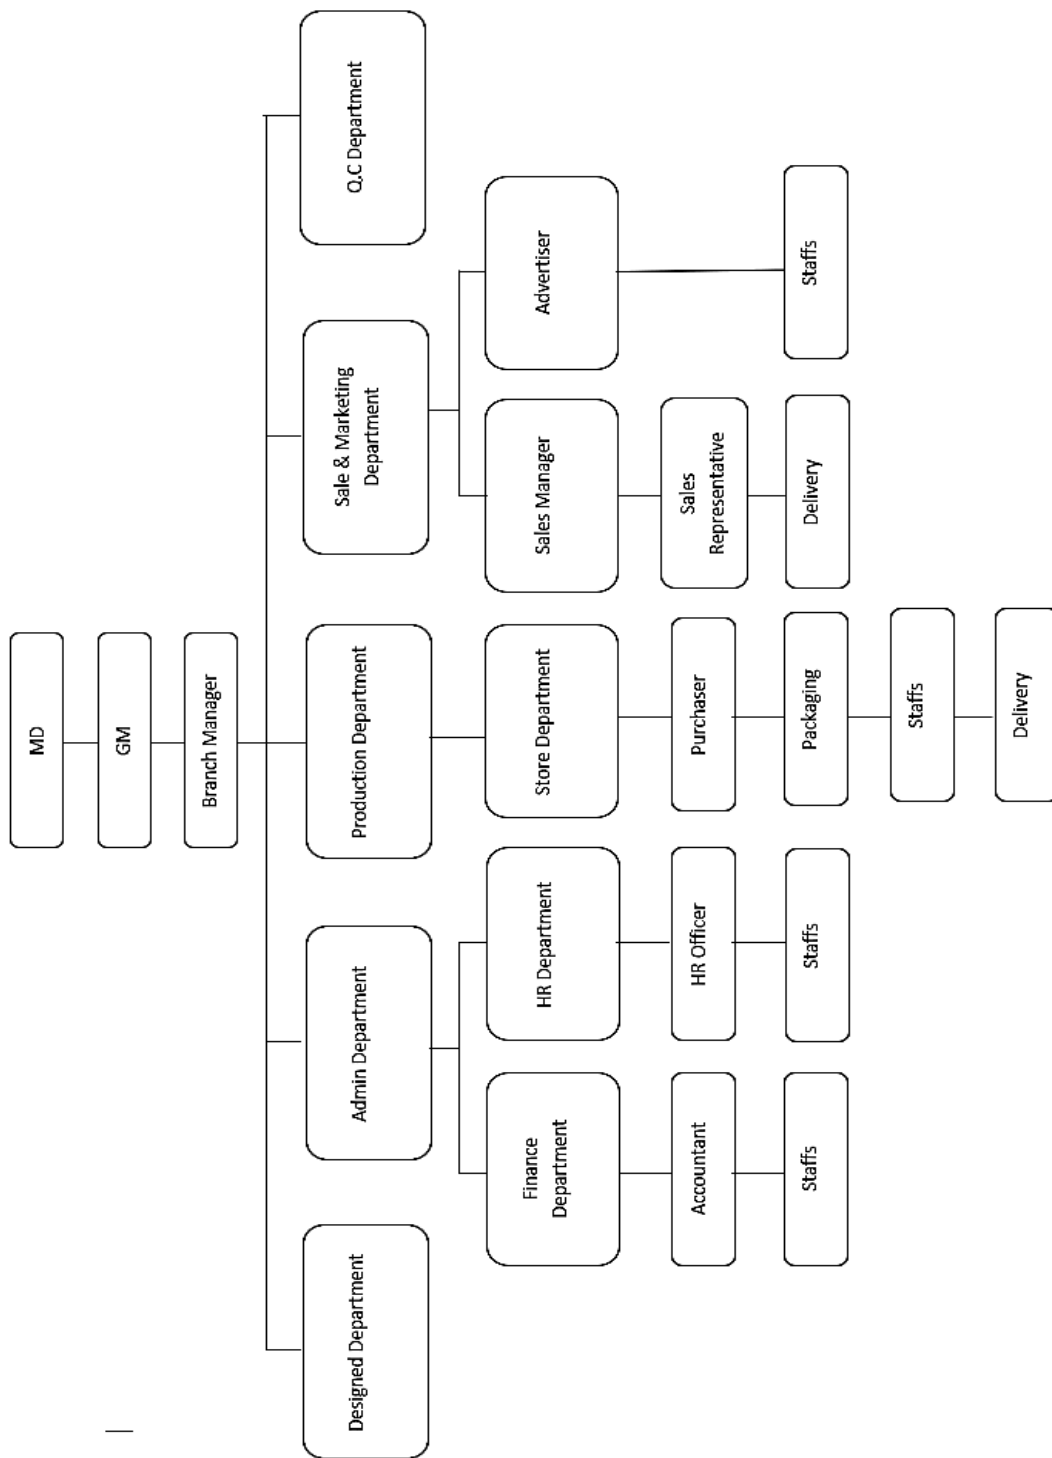 MD
GM
Branch Manager
Designed Department
Admin Department
Production Department
Sale & Marketing
Department
Q.C Department
Finance
Department
HR Department
Store Department
Sales Manager
Advertiser
Accountant
HR Officer
Purchaser
Sales
Representative
Staffs
Staffs
Packaging
Delivery
Staffs
Staffs
Delivery